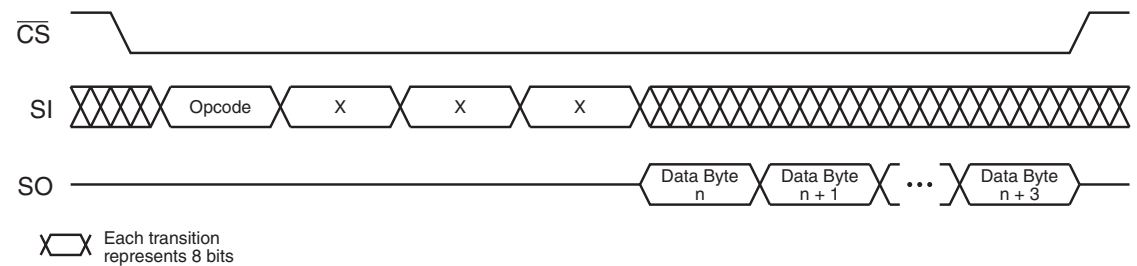 CS
SI
Opcode
X
X
X
SO
Data Byte
n
Data Byte
n + 1
•••
Data Byte
n + 3
Each transition
represents 8 bits